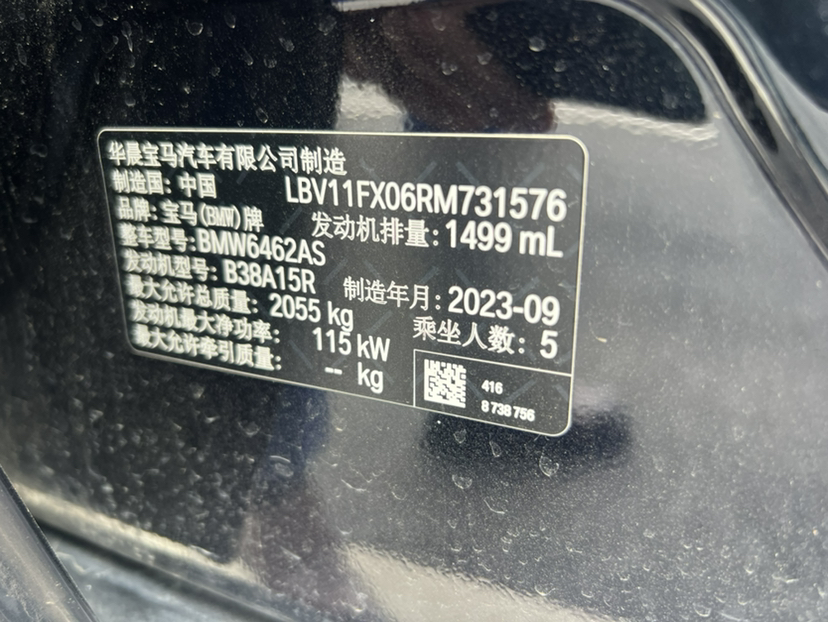 华晨宝马汽车有限公司制造
制造国：中国 LBV11FX06RM731576
品牌：宝马(BMW)牌 发动机排量：1499 mL
整车型号：BMW6462AS
发动机型号：B38A15R 制造年月：2023-09
最大允许总质量：2055 kg 乘坐人数：5
发动机最大净功率：115 kW
最大允许牵引质量：-- kg
416
8 738 756